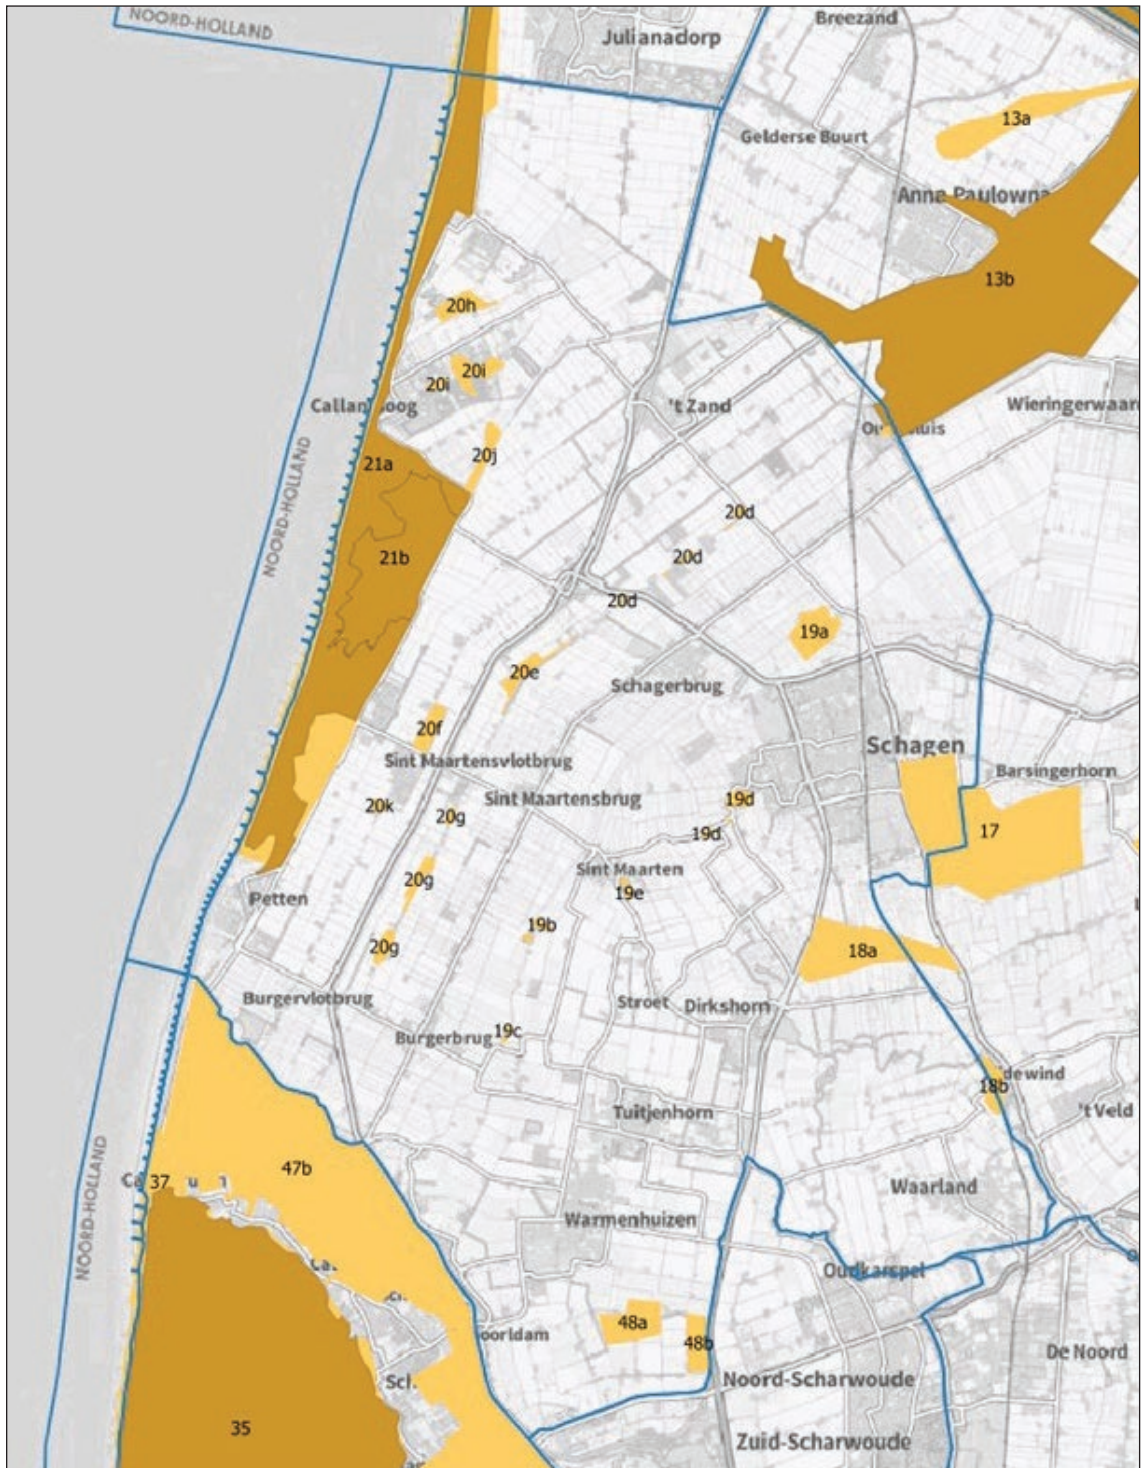 NOORD-HOLLAND
Breezand
Julianadorp
13a
Gelderse Buurt
Anne Paulowna
13b
20h
20i
20i
't Zand
Wieringerwaard
20j
21a
20d
21b
20d
20d
19a
20e
Schagerbrug
20f
Schagen
Sint Maartensvlotbrug
Barsingerhorn
Sint Maartensbrug
19d
20k
20g
19d
17
Sint Maarten
20g
19e
Petten
19b
18a
20g
Burgervlotbrug
Stroet
Dirkshorn
Burgerbrug
19c
18b
NOORD-HOLLAND
Tuitjenhorn
't Veld
47b
37
Waarland
Warmenhuizen
NOORD-HOLLAND
Oudkarspel
48a
48b
De Noord
Noord-Scharwoude
35
Zuid-Scharwoude